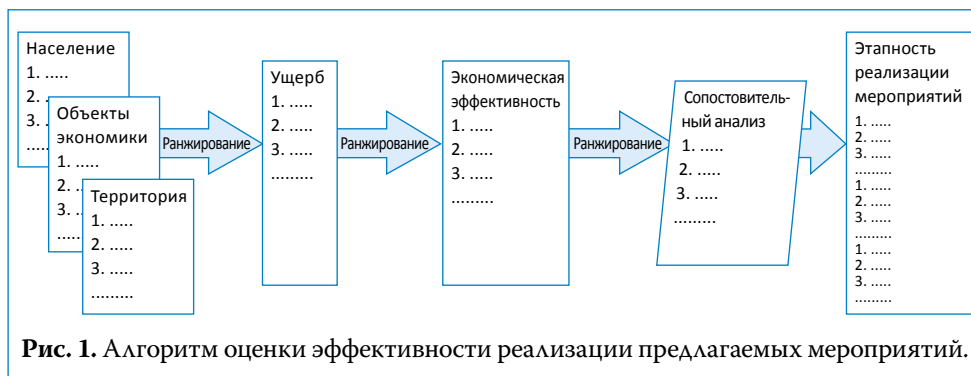 Население
1. .....
2. ..
3. .
.....
Объекты
экономики
1. .....
2. ..
3. .
....
Территория
1. .....
2. .....
3. .....
.........
Ранжирование
Ущерб
1. .....
2. .....
3. .....
.........
Ранжирование
Экономическая
эффективность
1. .....
2. .....
3. .....
.........
Ранжирование
Сопостовитель-
ный анализ
1. .....
2. .....
3. .....
.........
Этапность
реализации
мероприятий
1. .....
2. .....
3. .....
.........
1. .....
2. .....
3. .....
.........
1. .....
2. .....
3. .....
.........
Рис. 1. Алгоритм оценки эффективности реализации предлагаемых мероприятий.